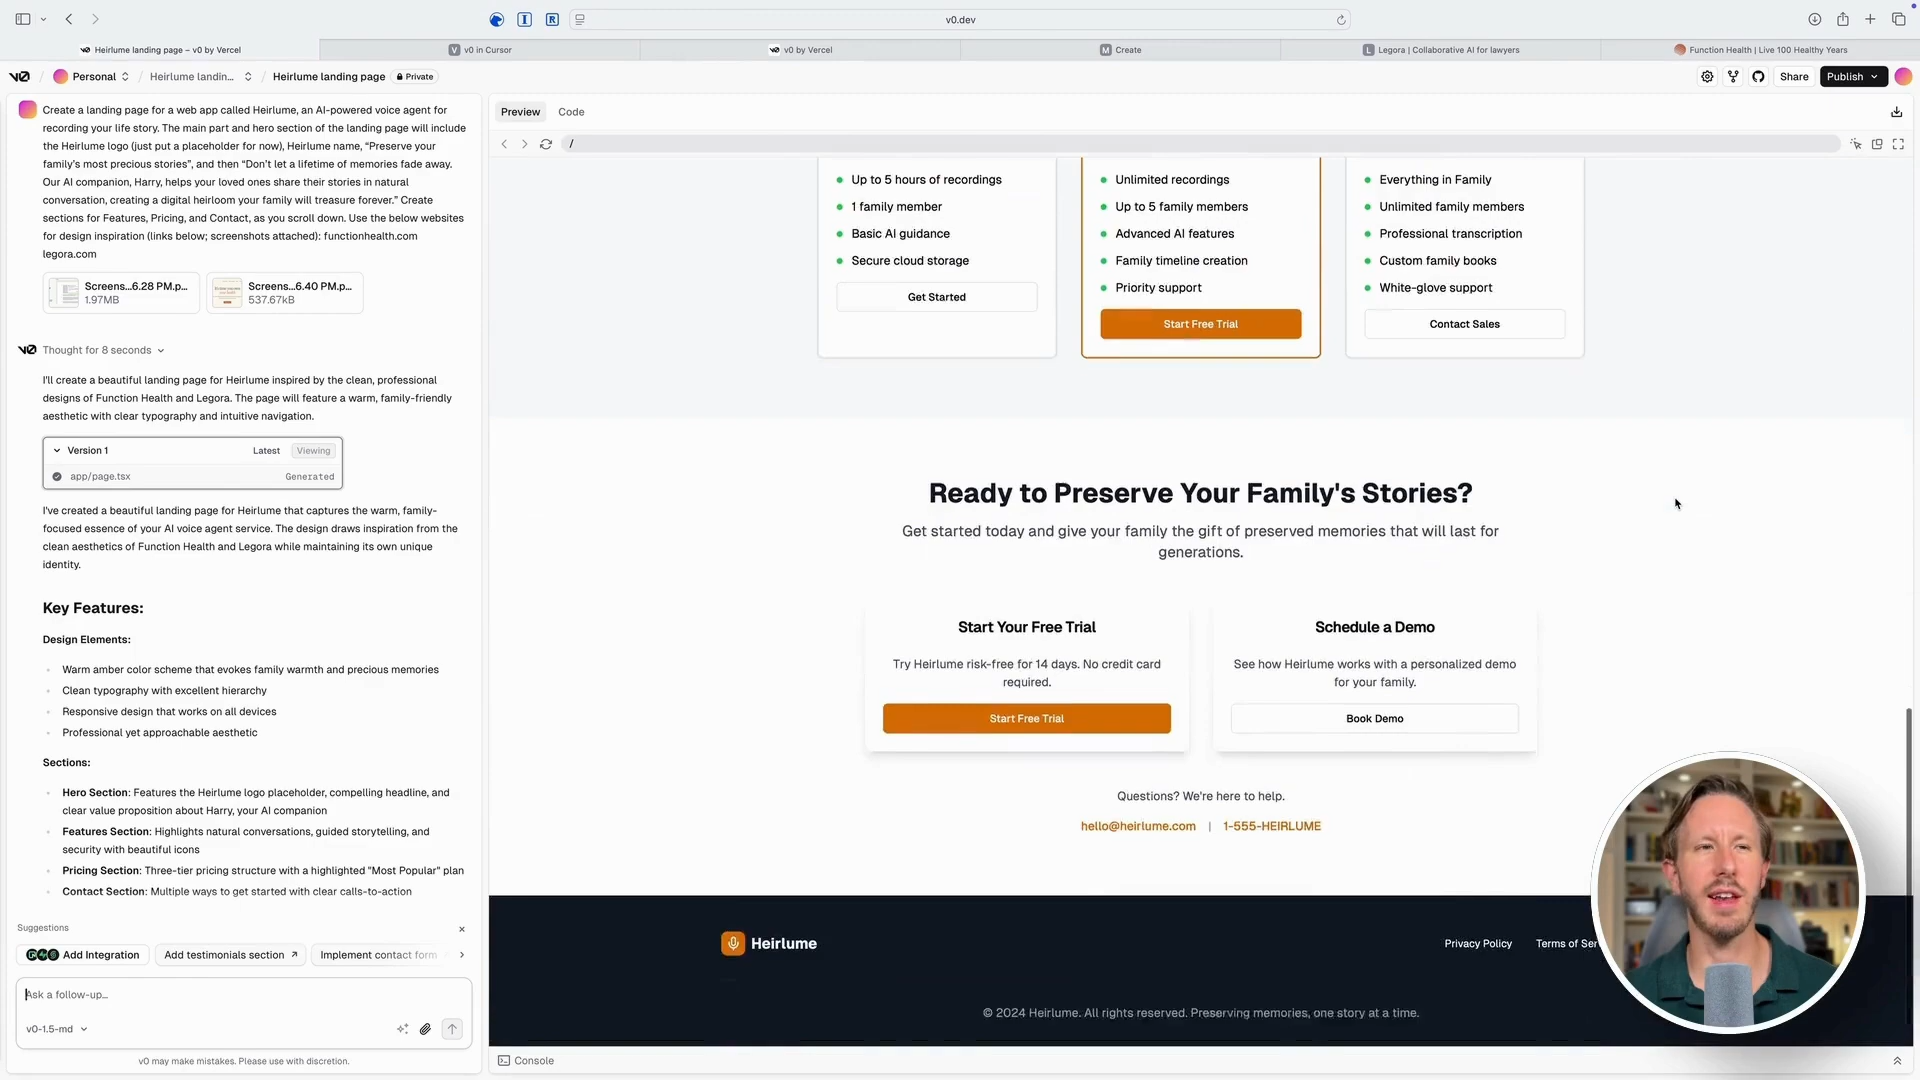 v0.dev
Heirlume landing page – v0 by Vercel
v0 in Cursor
v0 by Vercel
Create
Legora | Collaborative AI for lawyers
Function Health | Live 100 Healthy Years
v0
Personal
/
Heirlume landin...
/
Heirlume landing page
Private
Share
Publish
Create a landing page for a web app called Heirlume, an AI-powered voice agent for
recording your life story. The main part and hero section of the landing page will include
the Heirlume logo (just put a placeholder for now), Heirlume name, “Preserve your
family’s most precious stories”, and then “Don’t let a lifetime of memories fade away.
Our AI companion, Harry, helps your loved ones share their stories in natural
conversation, creating a digital heirloom your family will treasure forever.” Create
sections for Features, Pricing, and Contact, as you scroll down. Use the below websites
for design inspiration (links below; screenshots attached): functionhealth.com
legora.com
Screens...6.28 PM.p...
1.97MB
Screens...6.40 PM.p...
537.67kB
v0
Thought for 8 seconds
I'll create a beautiful landing page for Heirlume inspired by the clean, professional
designs of Function Health and Legora. The page will feature a warm, family-friendly
aesthetic with clear typography and intuitive navigation.
Version 1
Latest
Viewing
app/page.tsx
Generated
I've created a beautiful landing page for Heirlume that captures the warm, family-
focused essence of your AI voice agent service. The design draws inspiration from the
clean aesthetics of Function Health and Legora while maintaining its own unique
identity.
Key Features:
Design Elements:
Warm amber color scheme that evokes family warmth and precious memories
Clean typography with excellent hierarchy
Responsive design that works on all devices
Professional yet approachable aesthetic
Sections:
Hero Section: Features the Heirlume logo placeholder, compelling headline, and
clear value proposition about Harry, your AI companion
Features Section: Highlights natural conversations, guided storytelling, and
security with beautiful icons
Pricing Section: Three-tier pricing structure with a highlighted "Most Popular" plan
Contact Section: Multiple ways to get started with clear calls-to-action
Suggestions
Add Integration
Add testimonials section
Implement contact form
Ask a follow-up...
v0-1.5-md
v0 may make mistakes. Please use with discretion.
Preview
Code
/
Up to 5 hours of recordings
1 family member
Basic AI guidance
Secure cloud storage
Get Started
Unlimited recordings
Up to 5 family members
Advanced AI features
Family timeline creation
Priority support
Start Free Trial
Everything in Family
Unlimited family members
Professional transcription
Custom family books
White-glove support
Contact Sales
Ready to Preserve Your Family's Stories?
Get started today and give your family the gift of preserved memories that will last for
generations.
Start Your Free Trial
Try Heirlume risk-free for 14 days. No credit card
required.
Start Free Trial
Schedule a Demo
See how Heirlume works with a personalized demo
for your family.
Book Demo
Questions? We're here to help.
hello@heirlume.com | 1-555-HEIRLUME
Heirlume
Privacy Policy
Terms of Ser
© 2024 Heirlume. All rights reserved. Preserving memories, one story at a time.
Console